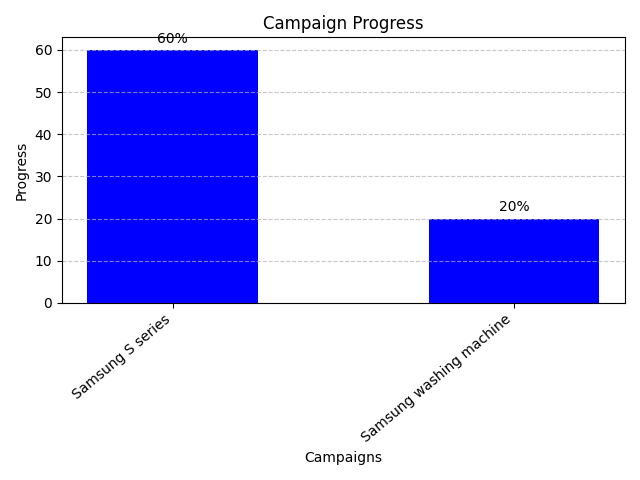 Campaign Progress
60%
20%
Progress
60
50
40
30
20
10
0
Samsung S series
Samsung washing machine
Campaigns